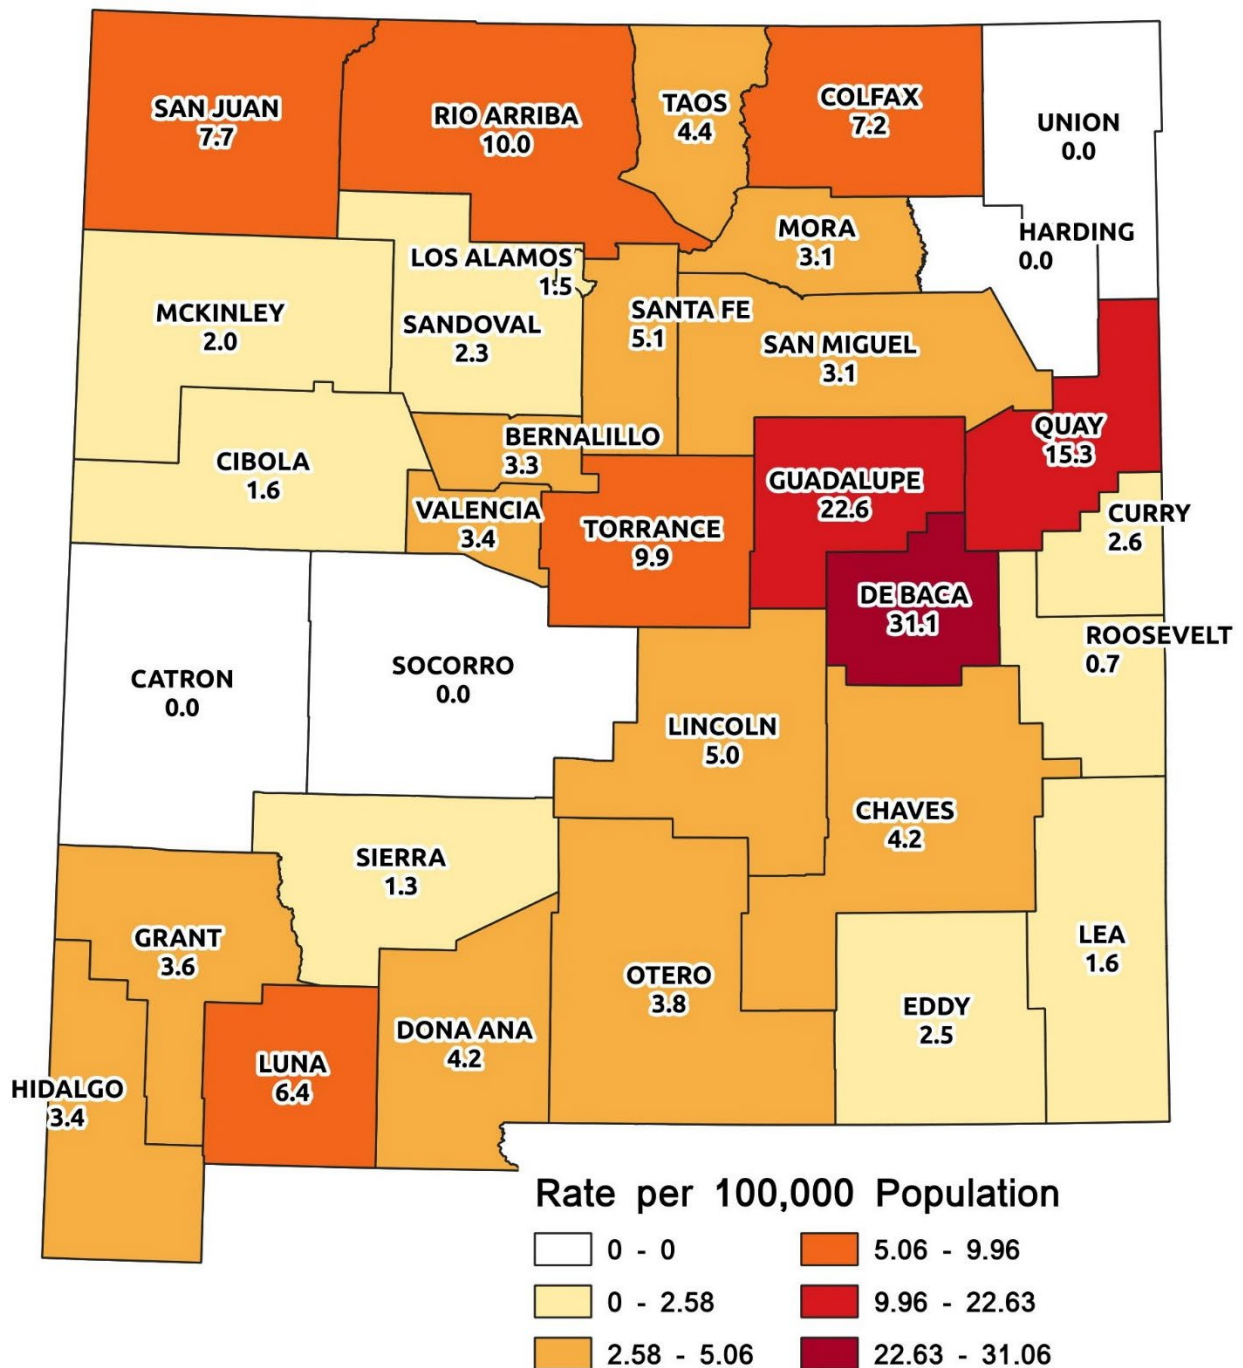 SAN JUAN
7.7
RIO ARRIBA
10.0
TAOS
4.4
COLFAX
7.2
UNION
0.0
MORA
3.1
HARDING
0.0
LOS ALAMOS
1.5
MCKINLEY
2.0
SANDOVAL
2.3
SANTA FE
5.1
SAN MIGUEL
3.1
QUAY
15.3
BERNALILLO
3.3
CIBOLA
1.6
GUADALUPE
22.6
VALENCIA
3.4
TORRANCE
9.9
CURRY
2.6
DE BACA
31.1
ROOSEVELT
0.7
CATRON
0.0
SOCORRO
0.0
LINCOLN
5.0
CHAVES
4.2
SIERRA
1.3
GRANT
3.6
LEA
1.6
OTERO
3.8
EDDY
2.5
DONA ANA
4.2
LUNA
6.4
HIDALGO
3.4
Rate per 100,000 Population
0 - 0
5.06 - 9.96
0 - 2.58
9.96 - 22.63
2.58 - 5.06
22.63 - 31.06